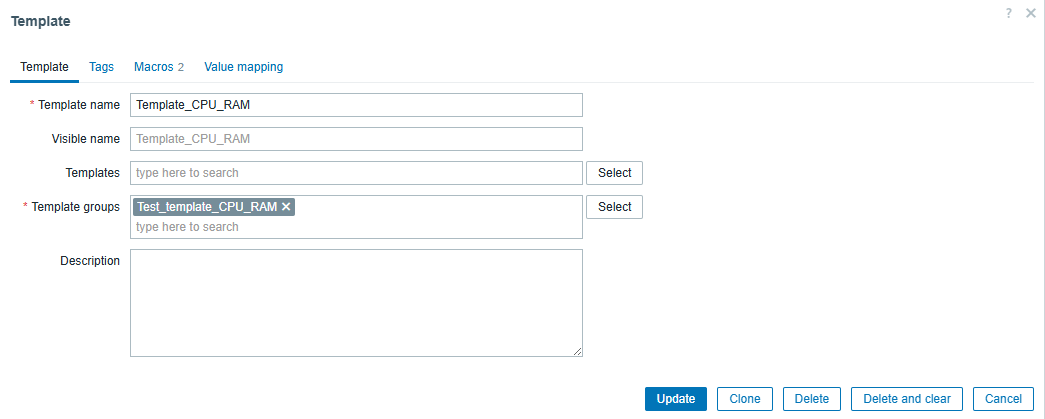 Template
? ×
Template Tags Macros 2 Value mapping
* Template name Template_CPU_RAM
Visible name Template_CPU_RAM
Templates type here to search Select
* Template groups Test_template_CPU_RAM × Select
type here to search
Description
Update Clone Delete Delete and clear Cancel